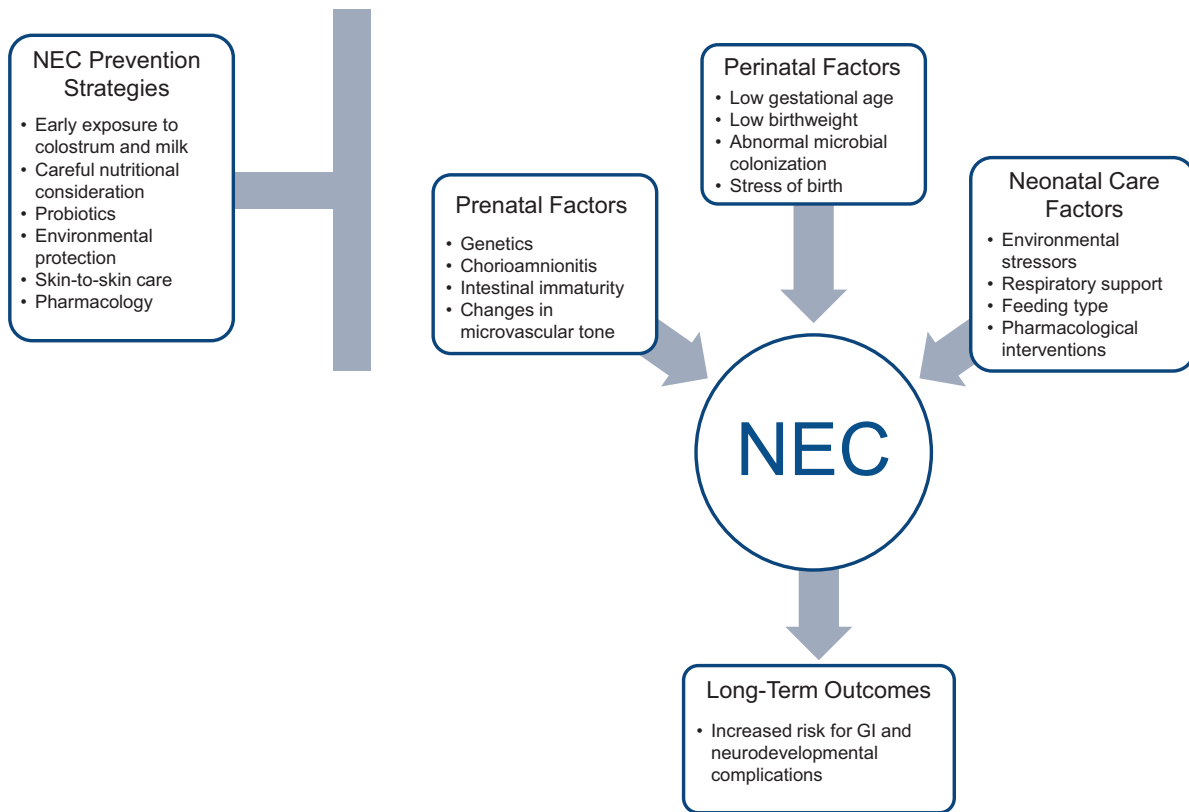 NEC Prevention
Strategies
• Early exposure to
colostrum and milk
• Careful nutritional
consideration
• Probiotics
• Environmental
protection
• Skin-to-skin care
• Pharmacology
Prenatal Factors
• Genetics
• Chorioamnionitis
• Intestinal immaturity
• Changes in
microvascular tone
Perinatal Factors
• Low gestational age
• Low birthweight
• Abnormal microbial
colonization
• Stress of birth
Neonatal Care
Factors
• Environmental
stressors
• Respiratory support
• Feeding type
• Pharmacological
interventions
NEC
Long-Term Outcomes
• Increased risk for GI and
neurodevelopmental
complications